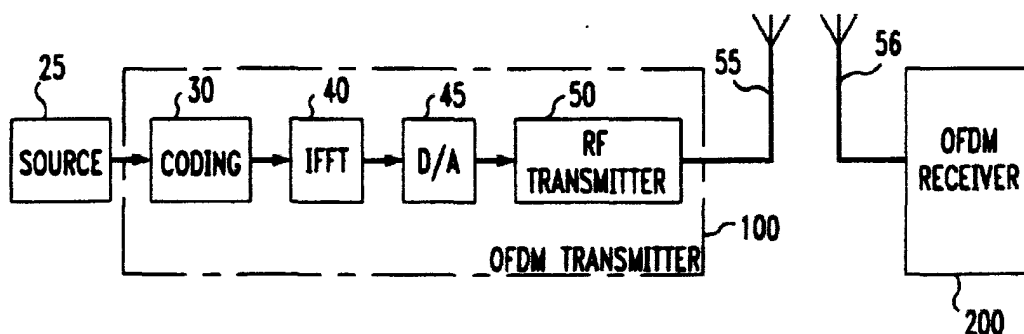 25
30
40
45
50
55
56
SOURCE
CODING
IFFT
D/A
RF
TRANSMITTER
OFDM
RECEIVER
100
OFDM TRANSMITTER
200